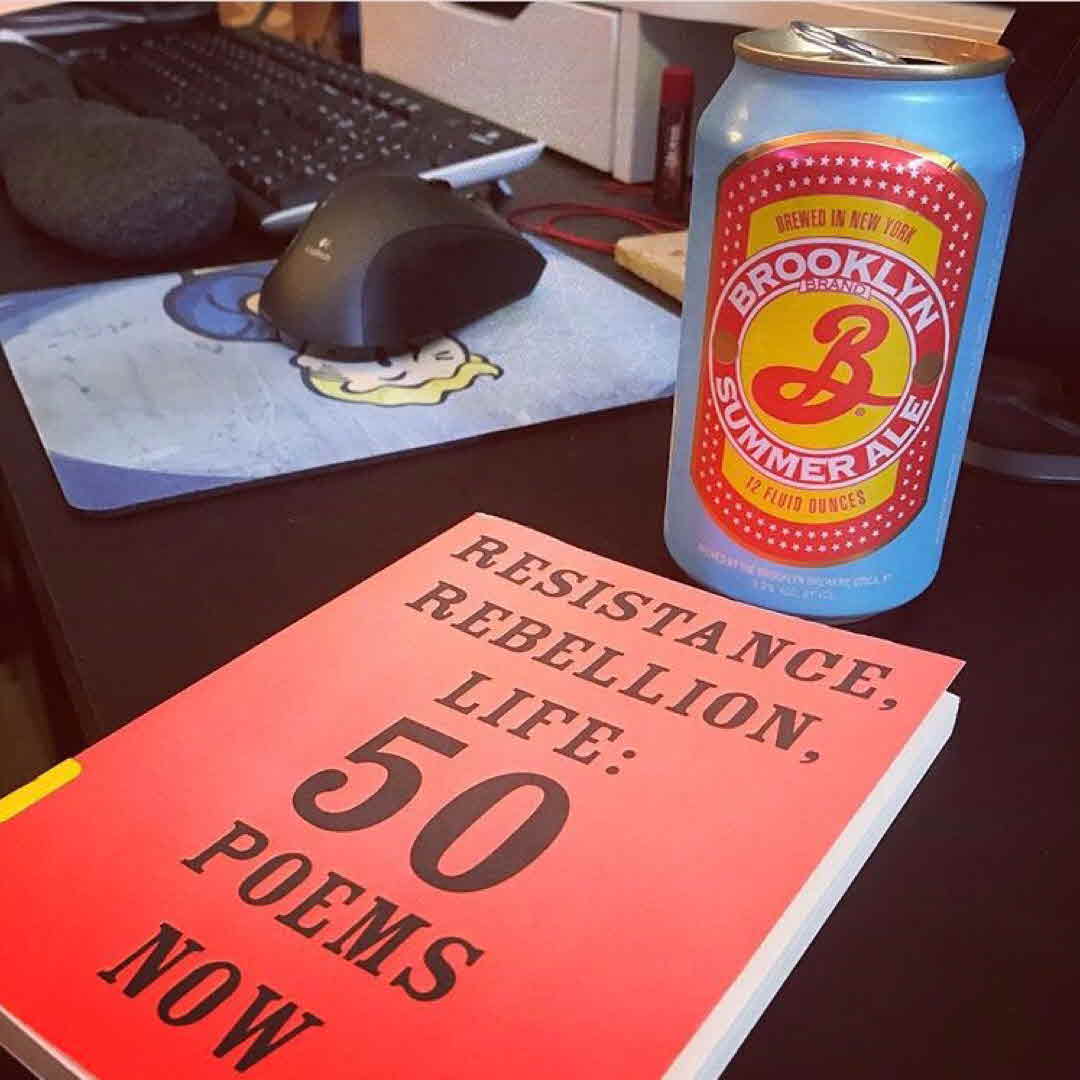 BREWED IN NEW YORK
BROOKLYN
BRAND
B
SUMMER ALE
12 FLUID OUNCES
RESISTANCE,
REBELLION,
LIFE:
50
POEMS
NOW